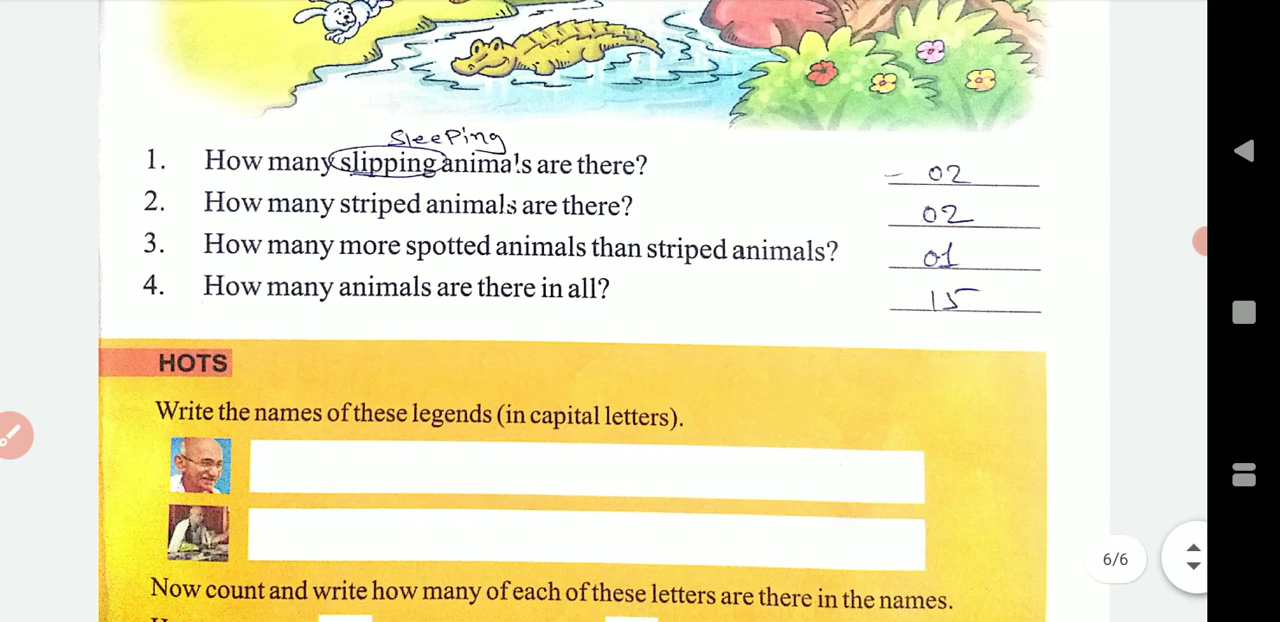 Sleeping
1. How many slipping animals are there? - 02
2. How many striped animals are there? 02
3. How many more spotted animals than striped animals? 01
4. How many animals are there in all? 15
HOTS
Write the names of these legends (in capital letters).
6/6
Now count and write how many of each of these letters are there in the names.